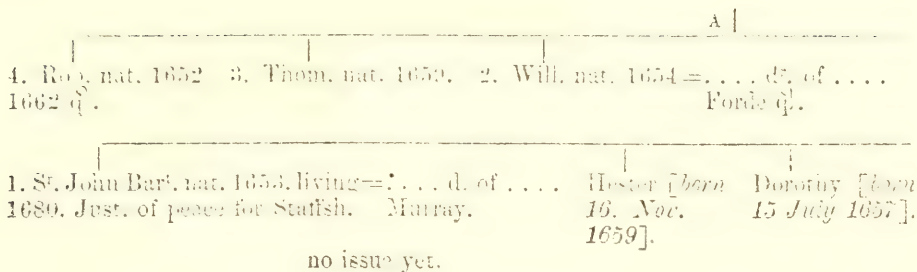 A
4. Rob. nat. 1652 3. Thom. nat. 1659. 2. Will. nat. 1654=.... dr. of ....
1662 q.
Forde q.
1. Sr. John Bart. nat. 1653. living=.... d. of .... Hester [born Dorothy [born
1680. Just. of peace for Staffsh. Murray. 16. Nov. 15 July 1657].
1659].
no issue yet.